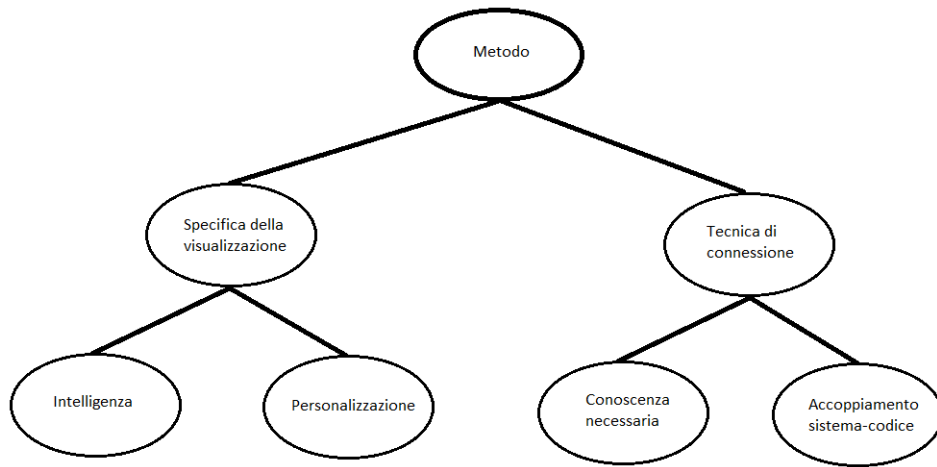 Metodo
Specifica della
visualizzazione
Tecnica di
connessione
Intelligenza
Personalizzazione
Conoscenza
necessaria
Accoppiamento
sistema-codice